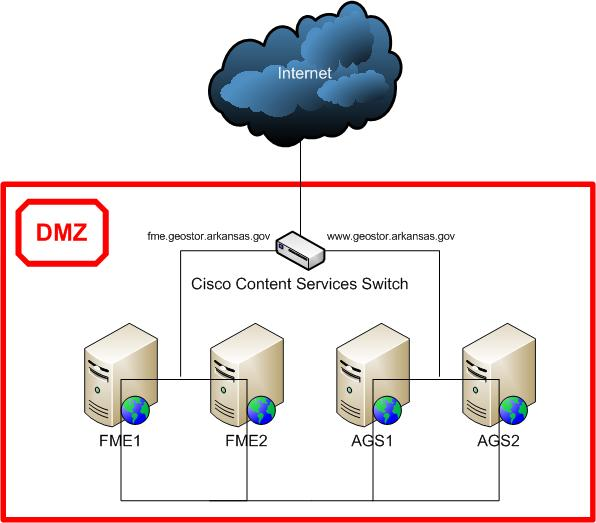 Internet
DMZ
fme.geostor.arkansas.gov
www.geostor.arkansas.gov
Cisco Content Services Switch
FME1
FME2
AGS1
AGS2